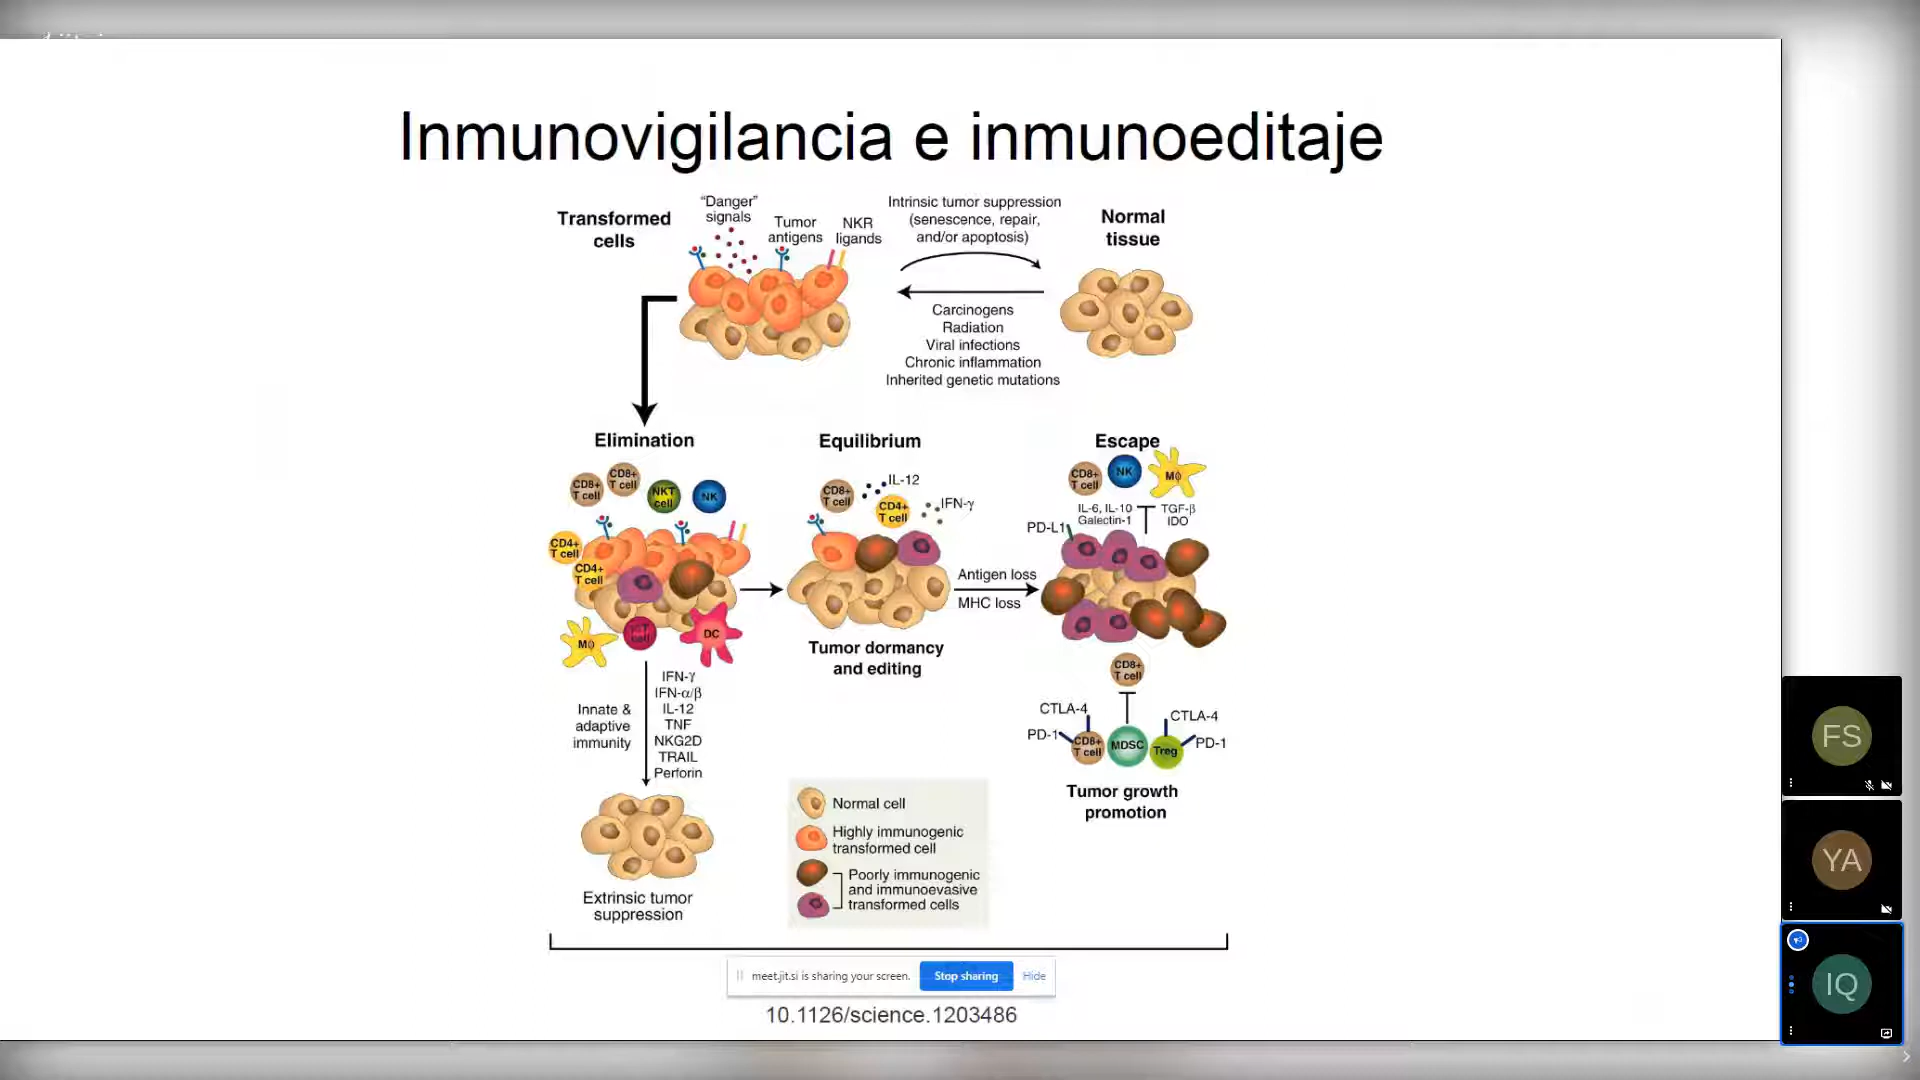 Inmunovigilancia e inmunoeditaje
Transformed
cells
"Danger"
signals
Tumor
antigens
NKR
ligands
Intrinsic tumor suppression
(senescence, repair,
and/or apoptosis)
Normal
tissue
Carcinogens
Radiation
Viral infections
Chronic inflammation
Inherited genetic mutations
Elimination
CD8+
T cell
CD8+
T cell
NKT
cell
NK
CD4+
T cell
CD4+
T cell
Mϕ
γδT
cell
DC
Innate &
adaptive
immunity
IFN-γ
IFN-α/β
IL-12
TNF
NKG2D
TRAIL
Perforin
Extrinsic tumor
suppression
Equilibrium
CD8+
T cell
IL-12
CD4+
T cell
IFN-γ
Tumor dormancy
and editing
Antigen loss
MHC loss
Escape
CD8+
T cell
NK
Mϕ
IL-6, IL-10
Galectin-1
TGF-β
IDO
PD-L1
CD8+
T cell
CTLA-4
PD-1
CD8+
T cell
MDSC
Treg
CTLA-4
PD-1
Tumor growth
promotion
Normal cell
Highly immunogenic
transformed cell
Poorly immunogenic
and immunoevasive
transformed cells
meet.jit.si is sharing your screen.
Stop sharing
Hide
10.1126/science.1203486
FS
YA
IQ